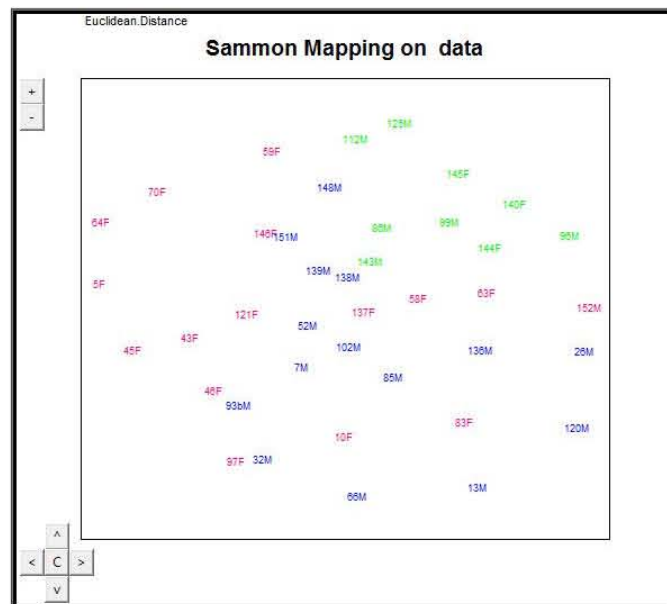 Euclidean.Distance
Sammon Mapping on data
+
-
125M
112M
59F
145F
148M
70F
140F
64F
99M
86M
146F
151M
96M
144F
143M
139M
138M
5F
63F
58F
152M
137F
121F
52M
43F
102M
45F
136M
26M
7M
85M
46F
93bM
83F
120M
10F
97F
32M
13M
66M
^
< C >
v